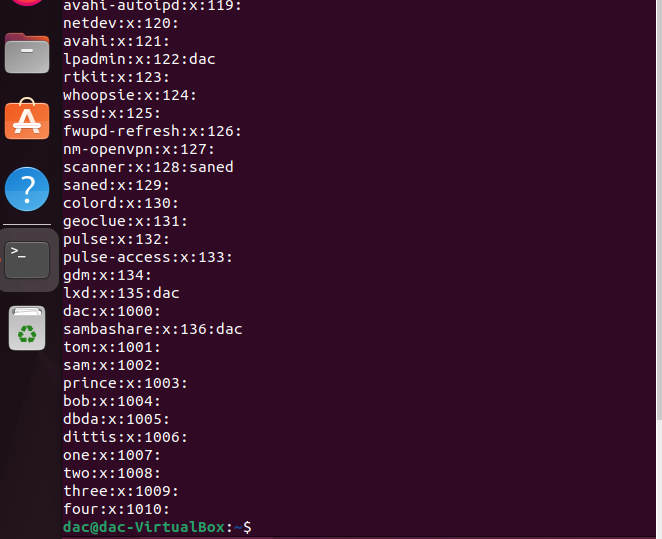 avahi-autoipd:x:119:
netdev:x:120:
avahi:x:121:
lpadmin:x:122:dac
rtkit:x:123:
whoopsie:x:124:
sssd:x:125:
fwupd-refresh:x:126:
nm-openvpn:x:127:
scanner:x:128:saned
saned:x:129:
colord:x:130:
geoclue:x:131:
pulse:x:132:
pulse-access:x:133:
gdm:x:134:
lxd:x:135:dac
dac:x:1000:
sambashare:x:136:dac
tom:x:1001:
sam:x:1002:
prince:x:1003:
bob:x:1004:
dbda:x:1005:
dittis:x:1006:
one:x:1007:
two:x:1008:
three:x:1009:
four:x:1010:
dac@dac-VirtualBox:~$